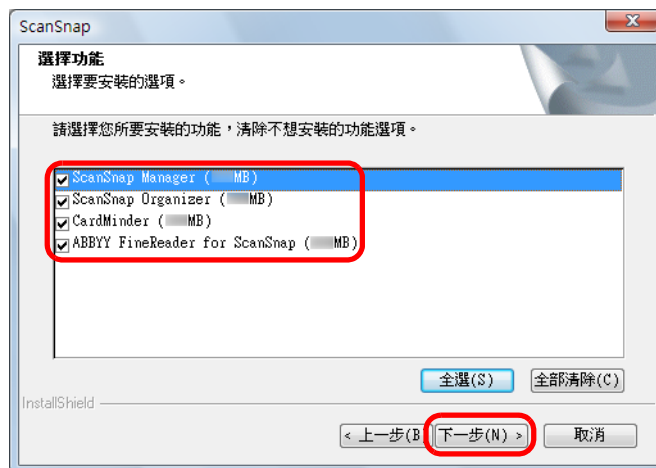 ScanSnap
選擇功能
選擇要安裝的選項。
請選擇您所要安裝的功能，清除不想安裝的功能選項。
ScanSnap Manager ( MB)
ScanSnap Organizer ( MB)
CardMinder ( MB)
ABBYY FineReader for ScanSnap ( MB)
全選(S) 全部清除(C)
InstallShield
< 上一步(B 下一步(N) > 取消